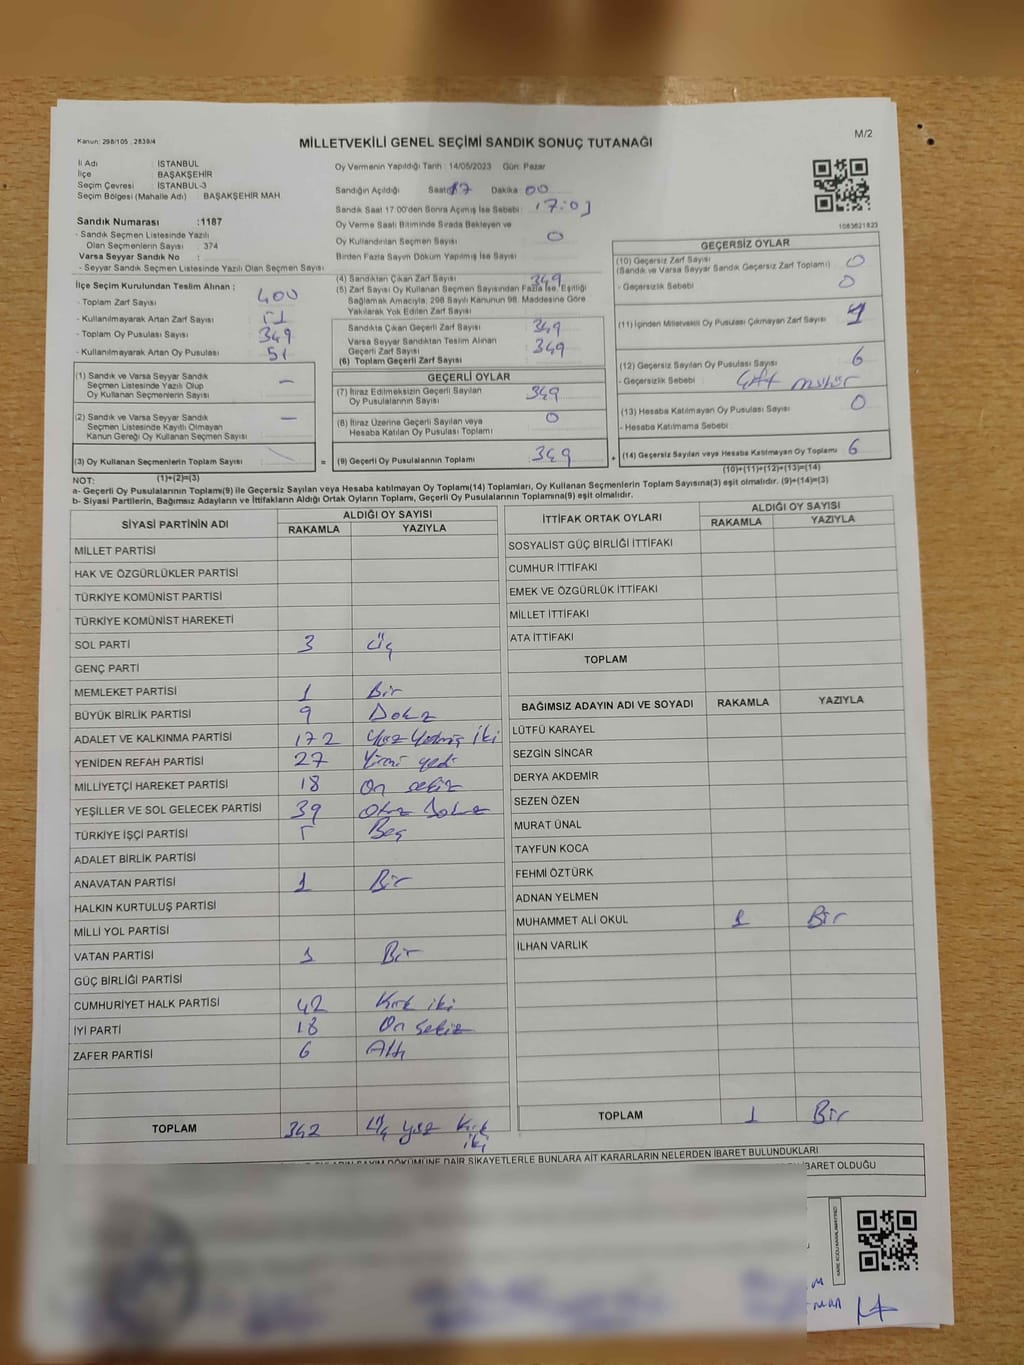 Kanun: 298/105 , 2839/4
MİLLETVEKİLİ GENEL SEÇİMİ SANDIK SONUÇ TUTANAĞI
M/2
İl Adı : İSTANBUL
İlçe : BAŞAKŞEHİR
Seçim Çevresi : İSTANBUL-3
Seçim Bölgesi (Mahalle Adı) : BAŞAKŞEHİR MAH
Sandık Numarası :1187
- Sandık Seçmen Listesinde Yazılı
Olan Seçmenlerin Sayısı : 374
Varsa Seyyar Sandık No :
- Seyyar Sandık Seçmen Listesinde Yazılı Olan Seçmen Sayısı :
Oy Vermenin Yapıldığı Tarih : 14/05/2023 Gün: Pazar
Sandığın Açıldığı Saat 17 Dakika 00
Sandık Saat 17:00'den Sonra Açımış İse Sebebi : 17:03
Oy Verme Saati Bitiminde Sırada Bekleyen ve
Oy Kullandırılan Seçmen Sayısı 0
Birden Fazla Sayım Döküm Yapılmış İse Sayısı
1083621823
İlçe Seçim Kurulundan Teslim Alınan ;
- Toplam Zarf Sayısı : 400
- Kullanılmayarak Artan Zarf Sayısı : 51
- Toplam Oy Pusulası Sayısı : 349
- Kullanılmayarak Artan Oy Pusulası : 51
(1) Sandık ve Varsa Seyyar Sandık
Seçmen Listesinde Yazılı Olup
Oy Kullanan Seçmenlerin Sayısı : -
(2) Sandık ve Varsa Seyyar Sandık
Seçmen Listesinde Kayıtlı Olmayan
Kanun Gereği Oy Kullanan Seçmen Sayısı : -
(3) Oy Kullanan Seçmenlerin Toplam Sayısı :
(4) Sandıktan Çıkan Zarf Sayısı 349
(5) Zarf Sayısı Oy Kullanan Seçmen Sayısından Fazla İse, Eşitliği
Sağlamak Amacıyla, 298 Sayılı Kanunun 98. Maddesine Göre
Yakılarak Yok Edilen Zarf Sayısı
Sandıkta Çıkan Geçerli Zarf Sayısı : 349
Varsa Seyyar Sandıktan Teslim Alınan
Geçerli Zarf Sayısı : 349
(6) Toplam Geçerli Zarf Sayısı
GEÇERLİ OYLAR
(7) İtiraz Edilmeksizin Geçerli Sayılan
Oy Pusulalarının Sayısı : 349
(8) İtiraz Üzerine Geçerli Sayılan veya
Hesaba Katılan Oy Pusulası Toplamı : 0
= (9) Geçerli Oy Pusulalarının Toplamı : 349 +
GEÇERSİZ OYLAR
(10) Geçersiz Zarf Sayısı
(Sandık ve Varsa Seyyar Sandık Geçersiz Zarf Toplamı) : 0
- Geçersizlik Sebebi : 0
(11) İçinden Milletvekili Oy Pusulası Çıkmayan Zarf Sayısı : 1
(12) Geçersiz Sayılan Oy Pusulası Sayısı : 6
- Geçersizlik Sebebi : Çift mühür
(13) Hesaba Katılmayan Oy Pusulası Sayısı : 0
- Hesaba Katılmama Sebebi :
(14) Geçersiz Sayılan veya Hesaba Katılmayan Oy Toplamı : 6
NOT: (1)+(2)=(3)
(10)+(11)+(12)+(13)=(14)
a- Geçerli Oy Pusulalarının Toplamı(9) ile Geçersiz Sayılan veya Hesaba katılmayan Oy Toplamı(14) Toplamları, Oy Kullanan Seçmenlerin Toplam Sayısına(3) eşit olmalıdır. (9)+(14)=(3)
b- Siyasi Partilerin, Bağımsız Adayların ve İttifakların Aldığı Ortak Oyların Toplamı, Geçerli Oy Pusulalarının Toplamına(9) eşit olmalıdır.
SİYASİ PARTİNİN ADI ALDIĞI OY SAYISI
RAKAMLA YAZIYLA
MİLLET PARTİSİ
HAK VE ÖZGÜRLÜKLER PARTİSİ
TÜRKİYE KOMÜNİST PARTİSİ
TÜRKİYE KOMÜNİST HAREKETİ
SOL PARTİ 3 Üç
GENÇ PARTİ
MEMLEKET PARTİSİ 1 Bir
BÜYÜK BİRLİK PARTİSİ 9 Dokuz
ADALET VE KALKINMA PARTİSİ 172 Yüz Yetmiş iki
YENİDEN REFAH PARTİSİ 27 Yirmi yedi
MİLLİYETÇİ HAREKET PARTİSİ 18 On sekiz
YEŞİLLER VE SOL GELECEK PARTİSİ 39 Otuz Dokuz
TÜRKİYE İŞÇİ PARTİSİ 5 Beş
ADALET BİRLİK PARTİSİ
ANAVATAN PARTİSİ 1 Bir
HALKIN KURTULUŞ PARTİSİ
MİLLİ YOL PARTİSİ
VATAN PARTİSİ 1 Bir
GÜÇ BİRLİĞİ PARTİSİ
CUMHURİYET HALK PARTİSİ 42 Kırk iki
İYİ PARTİ 18 On Sekiz
ZAFER PARTİSİ 6 Altı
TOPLAM 342 Üç yüz Kırk iki
İTTİFAK ORTAK OYLARI ALDIĞI OY SAYISI
RAKAMLA YAZIYLA
SOSYALİST GÜÇ BİRLİĞİ İTTİFAKI
CUMHUR İTTİFAKI
EMEK VE ÖZGÜRLÜK İTTİFAKI
MİLLET İTTİFAKI
ATA İTTİFAKI
TOPLAM
BAĞIMSIZ ADAYIN ADI VE SOYADI RAKAMLA YAZIYLA
LÜTFÜ KARAYEL
SEZGİN SİNCAR
DERYA AKDEMİR
SEZEN ÖZEN
MURAT ÜNAL
TAYFUN KOCA
FEHMİ ÖZTÜRK
ADNAN YELMEN
MUHAMMET ALİ OKUL 1 Bir
İLHAN VARLIK
TOPLAM 1 Bir
SAYIM DÖKÜMÜNE DAİR ŞİKAYETLERLE BUNLARA AİT KARARLARIN NELERDEN İBARET BULUNDUKLARI
İBARET OLDUĞU